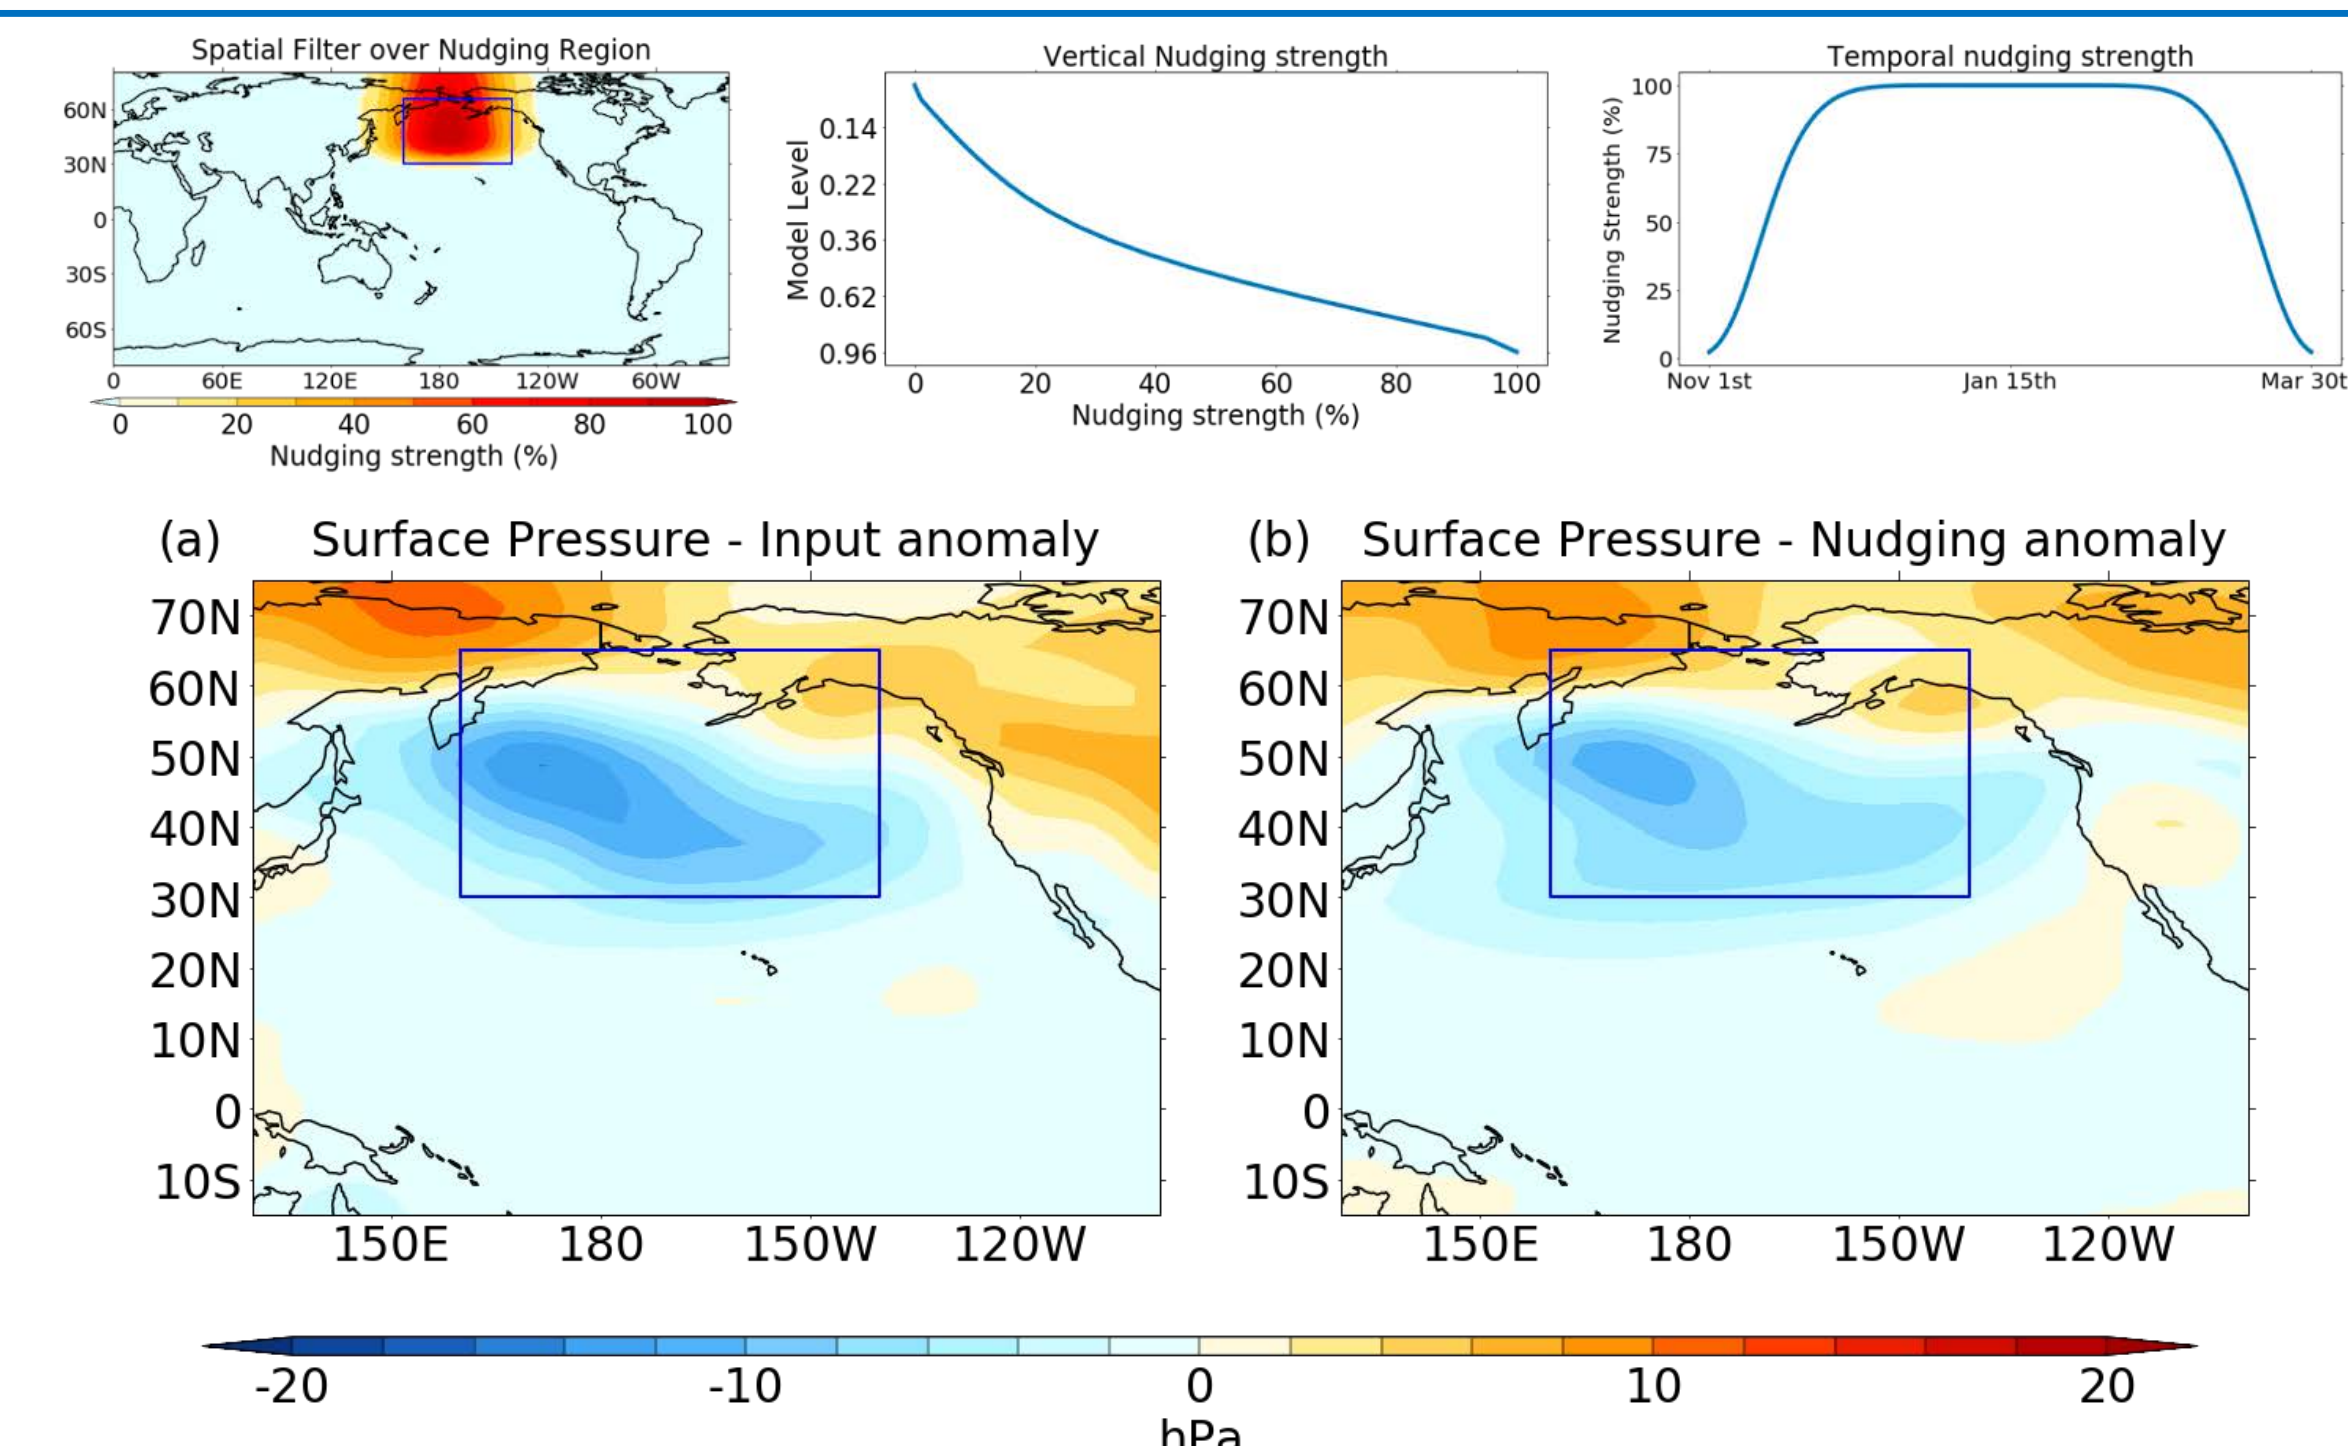 Spatial Filter over Nudging Region
60N
30N
0
30S
60S
0 60E 120E 180 120W 60W
0 20 40 60 80 100
Nudging strength (%)
Vertical Nudging strength
Model Level
0.14
0.22
0.36
0.62
0.96
0 20 40 60 80 100
Nudging strength (%)
Temporal nudging strength
Nudging Strength (%)
100
75
50
25
0
Nov 1st Jan 15th Mar 30t
(a) Surface Pressure - Input anomaly
70N
60N
50N
40N
30N
20N
10N
0
10S
150E 180 150W 120W
(b) Surface Pressure - Nudging anomaly
70N
60N
50N
40N
30N
20N
10N
0
10S
150E 180 150W 120W
-20 -10 0 10 20
hPa